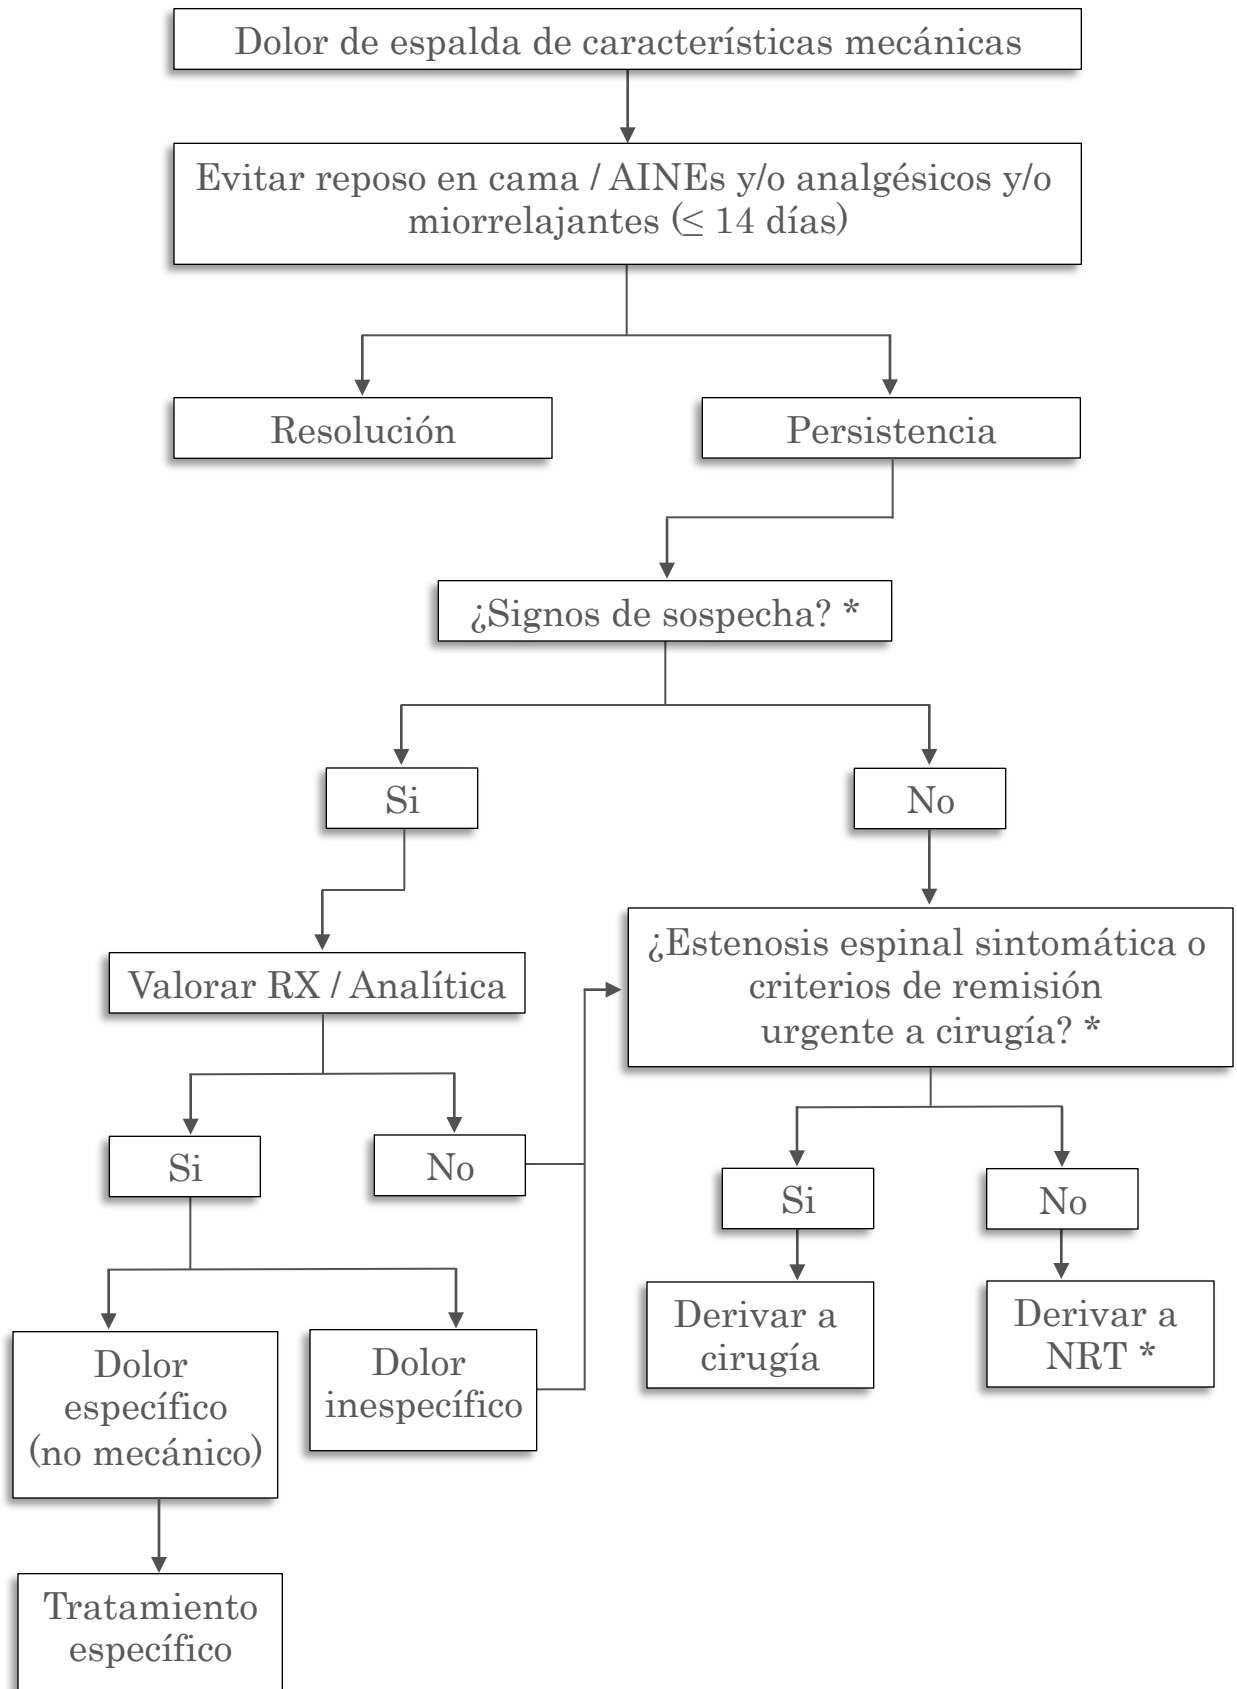 Dolor de espalda de características mecánicas
Evitar reposo en cama / AINEs y/o analgésicos y/o
miorrelajantes (≤ 14 días)
Resolución
Persistencia
¿Signos de sospecha? *
Si
No
Valorar RX / Analítica
¿Estenosis espinal sintomática o
criterios de remisión
urgente a cirugía? *
Si
No
Si
No
Dolor
específico
(no mecánico)
Dolor
inespecífico
Derivar a
cirugía
Derivar a
NRT *
Tratamiento
específico